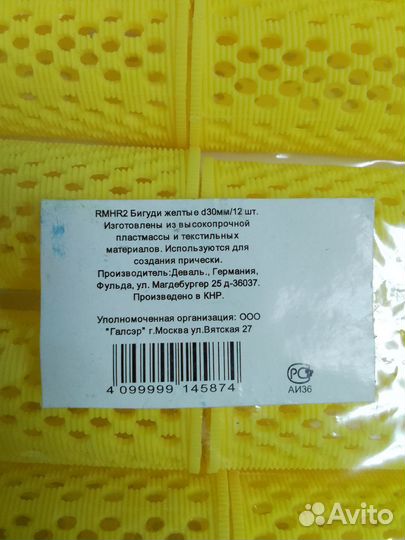 RMHR2 Бигуди желтые d30мм/12 шт.
Изготовлены из высокопрочной
пластмассы и текстильных
материалов. Используются для
создания прически.
Производитель:Деваль., Германия,
Фульда, ул. Магдебургер 25 д-36037.
Произведено в КНР.
Уполномоченная организация: ООО
"Галсэр" г.Москва ул.Вятская 27
4 099999 145874
РС
АИ36
Avito